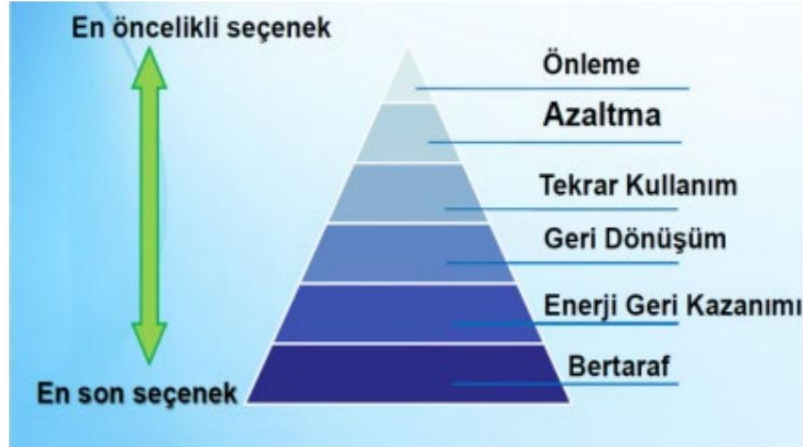 En öncelikli seçenek
Önleme
Azaltma
Tekrar Kullanım
Geri Dönüşüm
Enerji Geri Kazanımı
Bertaraf
En son seçenek